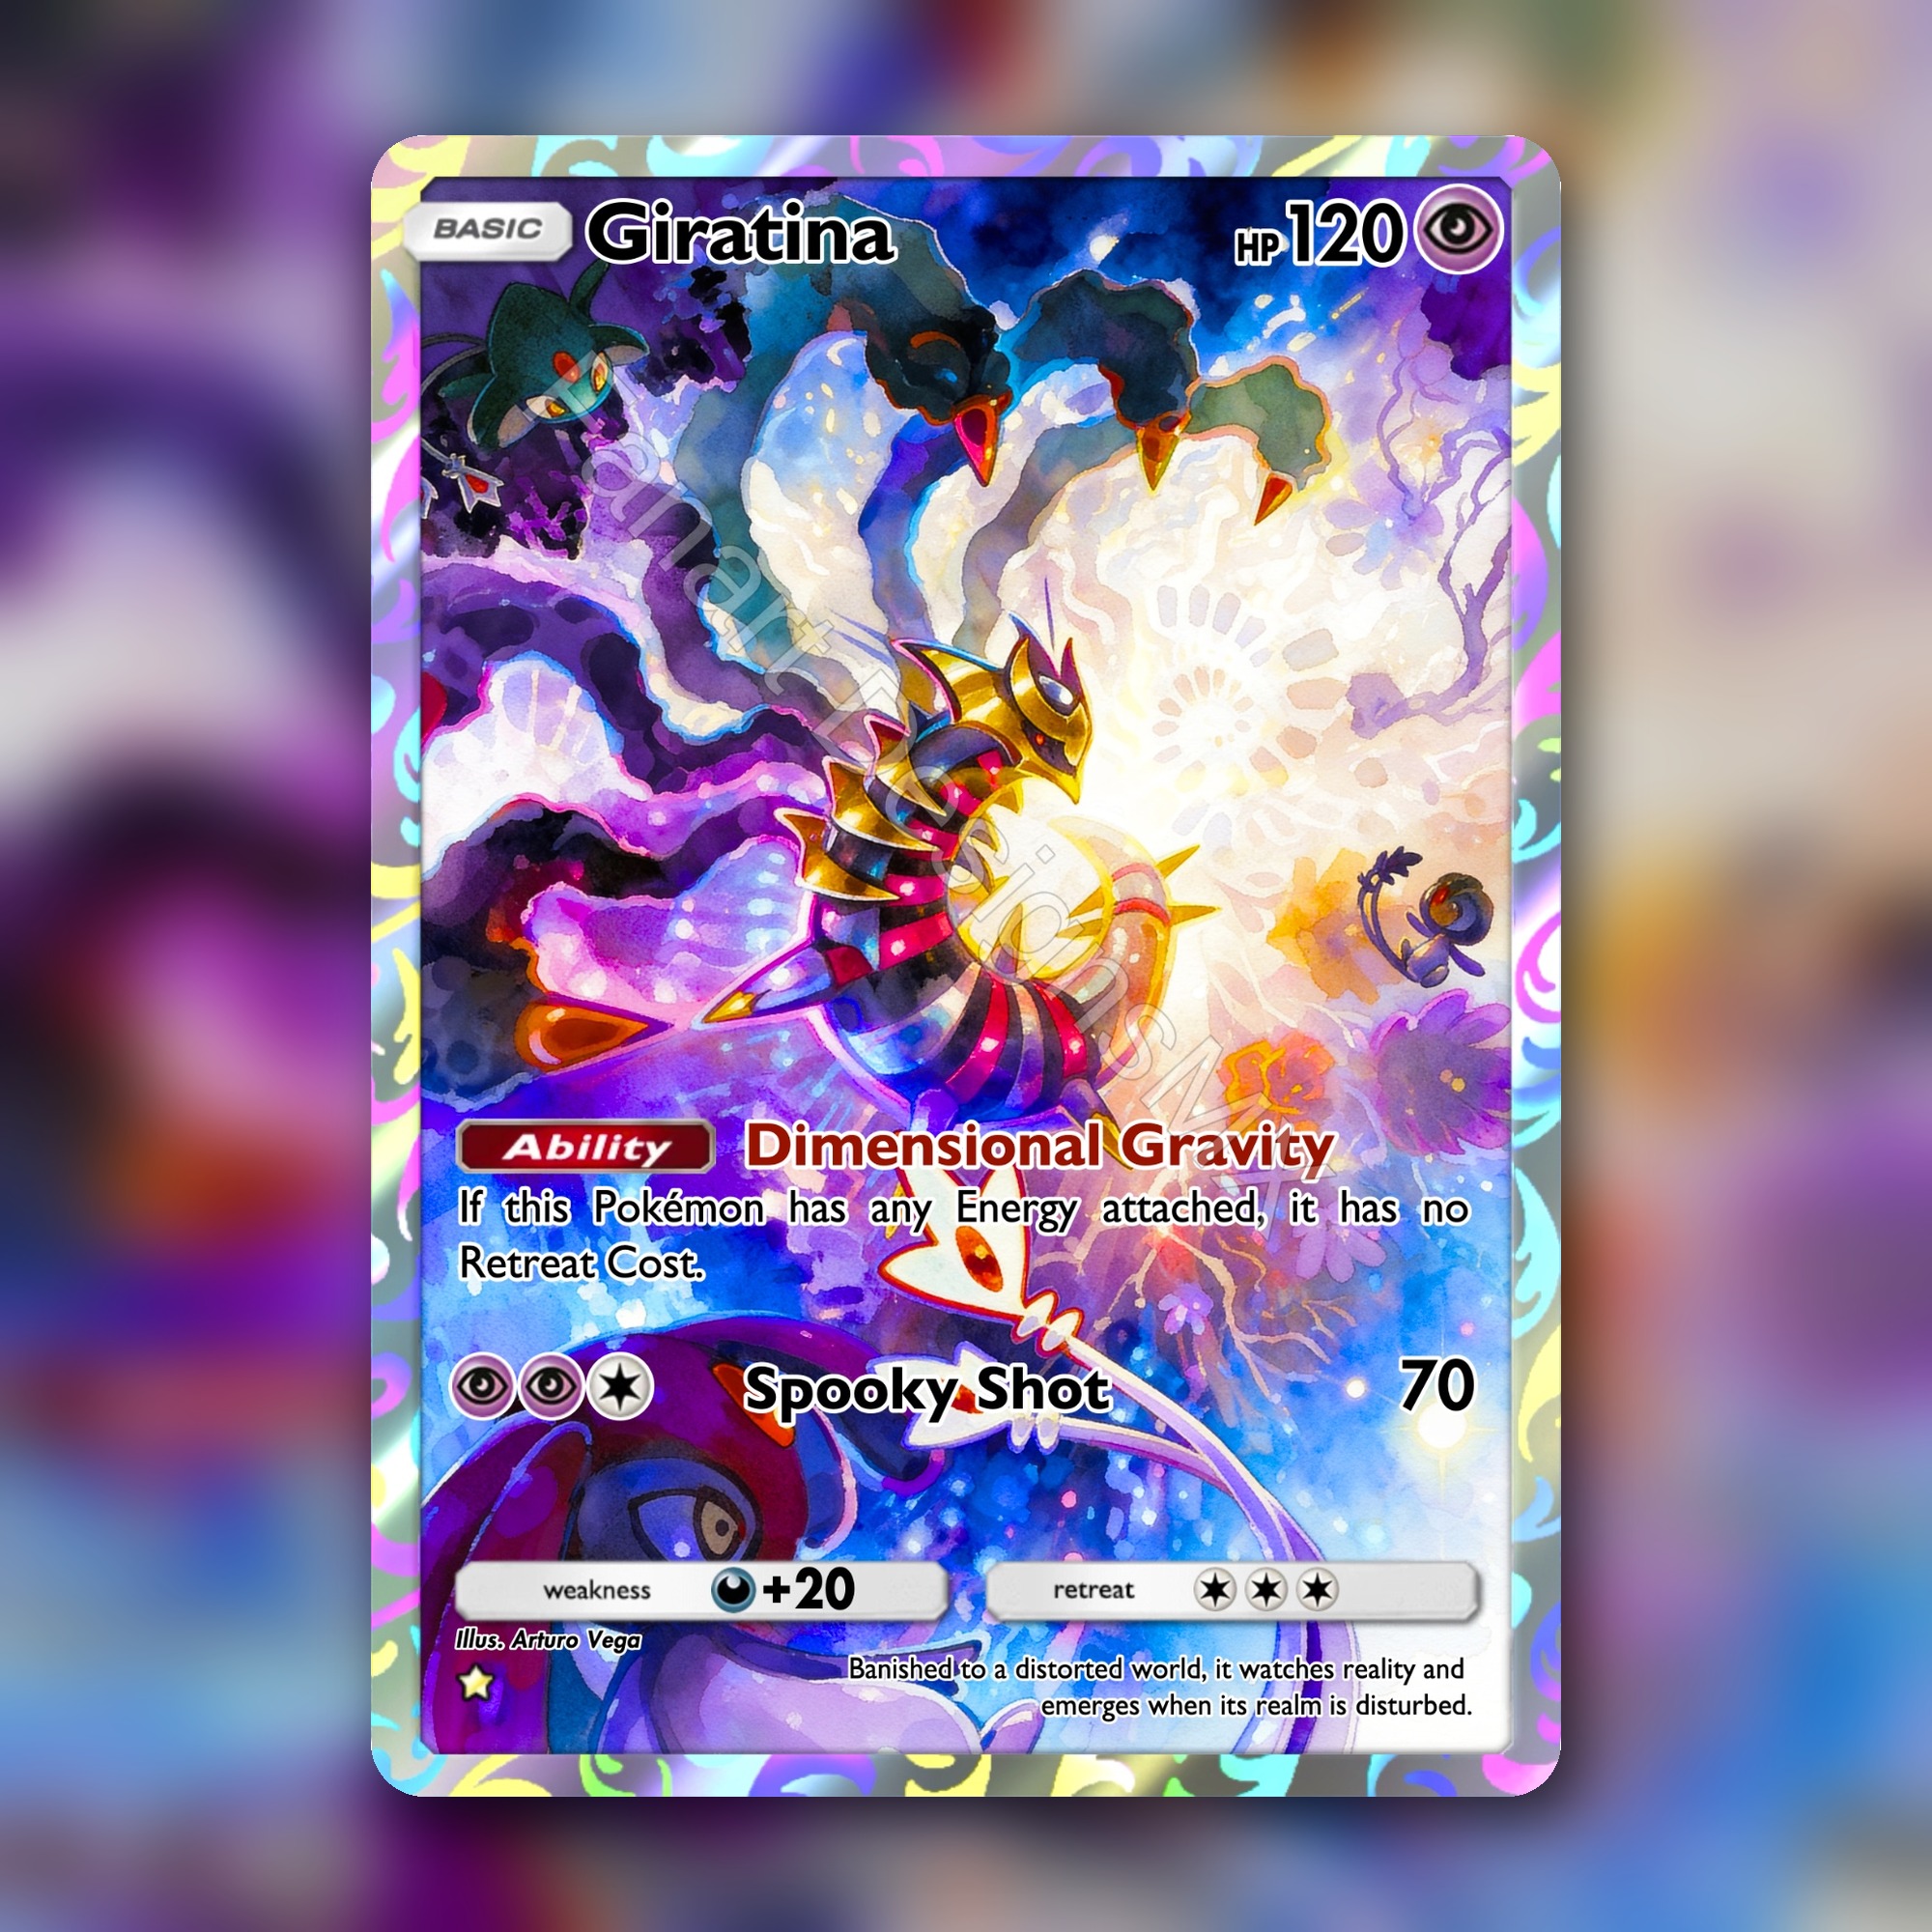 BASIC Giratina HP 120
Ability Dimensional Gravity
If this Pokémon has any Energy attached, it has no
Retreat Cost.
Spooky Shot 70
weakness +20 retreat
Illus. Arturo Vega
Banished to a distorted world, it watches reality and
emerges when its realm is disturbed.